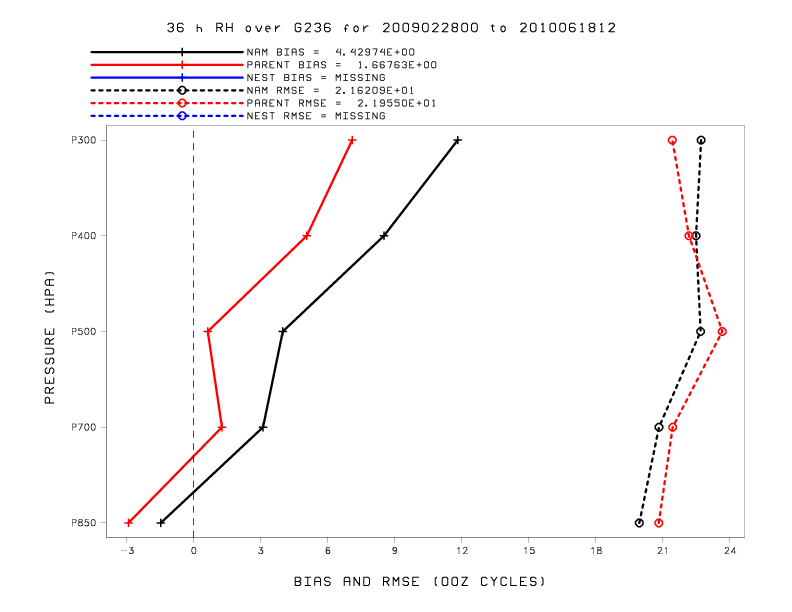 36 h RH over G236 for 2009022800 to 2010061812
NAM BIAS = 4.42974E+00
PARENT BIAS = 1.66763E+00
NEST BIAS = MISSING
NAM RMSE = 2.16209E+01
PARENT RMSE = 2.19550E+01
NEST RMSE = MISSING
P300
P400
P500
P700
P850
PRESSURE (HPA)
-3 0 3 6 9 12 15 18 21 24
BIAS AND RMSE (00Z CYCLES)